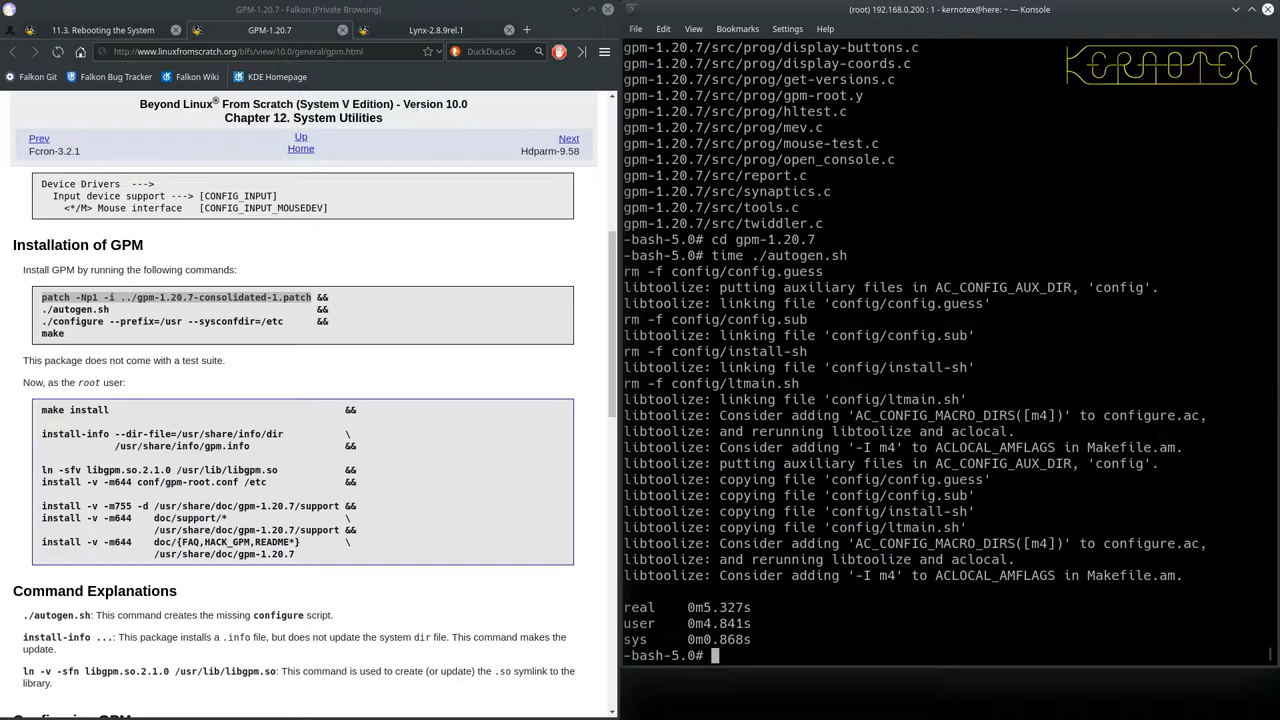 GPM-1.20.7 - Falkon (Private Browsing)
11.3. Rebooting the System
GPM-1.20.7
Lynx-2.8.9rel.1
http://www.linuxfromscratch.org/blfs/view/10.0/general/gpm.html
DuckDuckGo
Falkon Git
Falkon Bug Tracker
Falkon Wiki
KDE Homepage
Beyond Linux® From Scratch (System V Edition) - Version 10.0
Chapter 12. System Utilities
Prev
Up
Next
Fcron-3.2.1
Home
Hdparm-9.58
Device Drivers --->
Input device support ---> [CONFIG_INPUT]
<*/M> Mouse interface [CONFIG_INPUT_MOUSEDEV]
Installation of GPM
Install GPM by running the following commands:
patch -Np1 -i ../gpm-1.20.7-consolidated-1.patch &&
./autogen.sh &&
./configure --prefix=/usr --sysconfdir=/etc &&
make
This package does not come with a test suite.
Now, as the root user:
make install &&
install-info --dir-file=/usr/share/info/dir \
/usr/share/info/gpm.info &&
ln -sfv libgpm.so.2.1.0 /usr/lib/libgpm.so &&
install -v -m644 conf/gpm-root.conf /etc &&
install -v -m755 -d /usr/share/doc/gpm-1.20.7/support &&
install -v -m644 doc/support/* \
/usr/share/doc/gpm-1.20.7/support &&
install -v -m644 doc/{FAQ,HACK_GPM,README*} \
/usr/share/doc/gpm-1.20.7
Command Explanations
./autogen.sh: This command creates the missing configure script.
install-info ...: This package installs a .info file, but does not update the system dir file. This command makes the
update.
ln -v -sfn libgpm.so.2.1.0 /usr/lib/libgpm.so: This command is used to create (or update) the .so symlink to the
library.
(root) 192.168.0.200 : 1 - kernotex@here: ~ — Konsole
File Edit View Bookmarks Settings Help
KERNOTEX
gpm-1.20.7/src/prog/display-buttons.c
gpm-1.20.7/src/prog/display-coords.c
gpm-1.20.7/src/prog/get-versions.c
gpm-1.20.7/src/prog/gpm-root.y
gpm-1.20.7/src/prog/hltest.c
gpm-1.20.7/src/prog/mev.c
gpm-1.20.7/src/prog/mouse-test.c
gpm-1.20.7/src/prog/open_console.c
gpm-1.20.7/src/report.c
gpm-1.20.7/src/synaptics.c
gpm-1.20.7/src/tools.c
gpm-1.20.7/src/twiddler.c
-bash-5.0# cd gpm-1.20.7
-bash-5.0# time ./autogen.sh
rm -f config/config.guess
libtoolize: putting auxiliary files in AC_CONFIG_AUX_DIR, 'config'.
libtoolize: linking file 'config/config.guess'
rm -f config/config.sub
libtoolize: linking file 'config/config.sub'
rm -f config/install-sh
libtoolize: linking file 'config/install-sh'
rm -f config/ltmain.sh
libtoolize: linking file 'config/ltmain.sh'
libtoolize: Consider adding 'AC_CONFIG_MACRO_DIRS([m4])' to configure.ac,
libtoolize: and rerunning libtoolize and aclocal.
libtoolize: Consider adding '-I m4' to ACLOCAL_AMFLAGS in Makefile.am.
libtoolize: putting auxiliary files in AC_CONFIG_AUX_DIR, 'config'.
libtoolize: copying file 'config/config.guess'
libtoolize: copying file 'config/config.sub'
libtoolize: copying file 'config/install-sh'
libtoolize: copying file 'config/ltmain.sh'
libtoolize: Consider adding 'AC_CONFIG_MACRO_DIRS([m4])' to configure.ac,
libtoolize: and rerunning libtoolize and aclocal.
libtoolize: Consider adding '-I m4' to ACLOCAL_AMFLAGS in Makefile.am.
real 0m5.327s
user 0m4.841s
sys 0m0.868s
-bash-5.0#